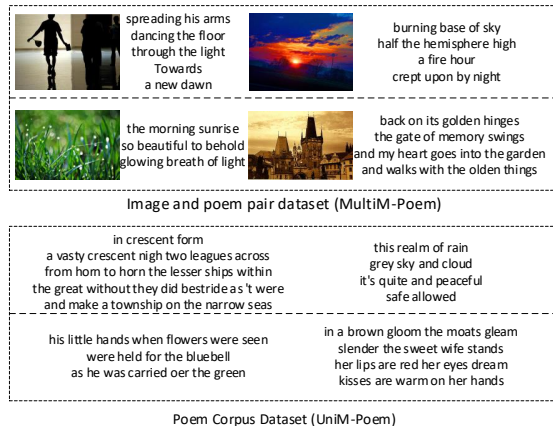 spreading his arms
dancing the floor
through the light
Towards
a new dawn
burning base of sky
half the hemisphere high
a fire hour
crept upon by night
the morning sunrise
so beautiful to behold
glowing breath of light
back on its golden hinges
the gate of memory swings
and my heart goes into the garden
and walks with the olden things
Image and poem pair dataset (MultiM-Poem)
in crescent form
a vasty crescent nigh two leagues across
from horn to horn the lesser ships within
the great without they did bestride as 't were
and make a township on the narrow seas
this realm of rain
grey sky and cloud
it's quite and peaceful
safe allowed
his little hands when flowers were seen
were held for the bluebell
as he was carried oer the green
in a brown gloom the moats gleam
slender the sweet wife stands
her lips are red her eyes dream
kisses are warm on her hands
Poem Corpus Dataset (UniM-Poem)